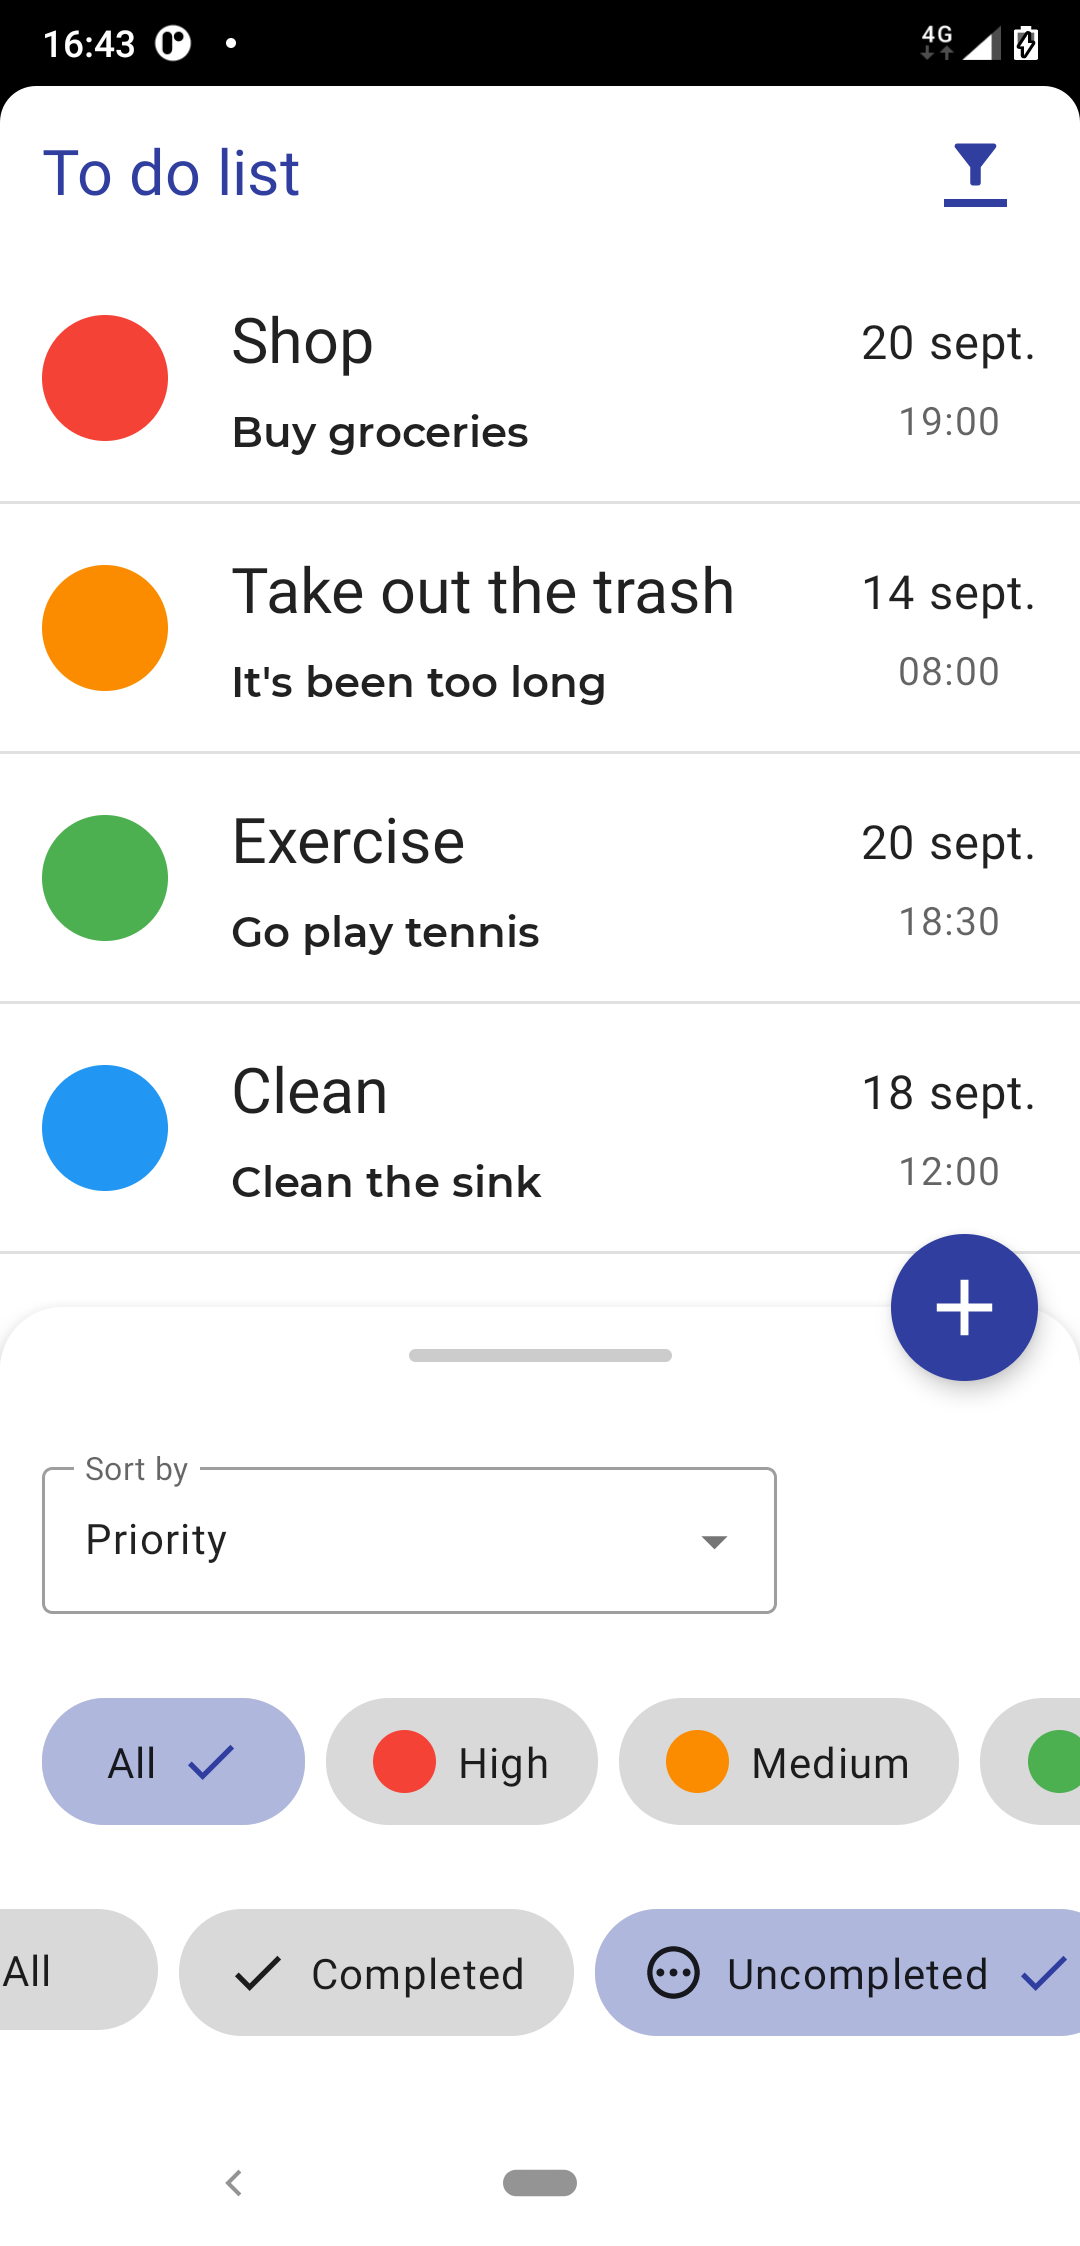 16:43
4G
To do list
Shop
20 sept.
Buy groceries
19:00
Take out the trash
14 sept.
It's been too long
08:00
Exercise
20 sept.
Go play tennis
18:30
Clean
18 sept.
Clean the sink
12:00
Sort by
Priority
All
High
Medium
All
Completed
Uncompleted